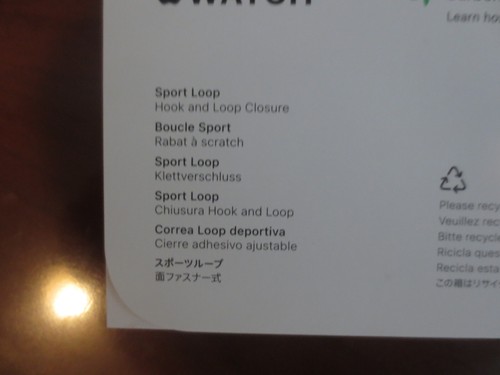 WATCH
Learn
Sport Loop
Hook and Loop Closure
Boucle Sport
Rabat à scratch
Sport Loop
Klettverschluss
Sport Loop
Chiusura Hook and Loop
Correa Loop deportiva
Cierre adhesivo ajustable
スポーツループ
面ファスナー式
Please recy
Veuillez rec
Bitte recycle
Ricicla ques
Recicla esta
この箱はリサイ